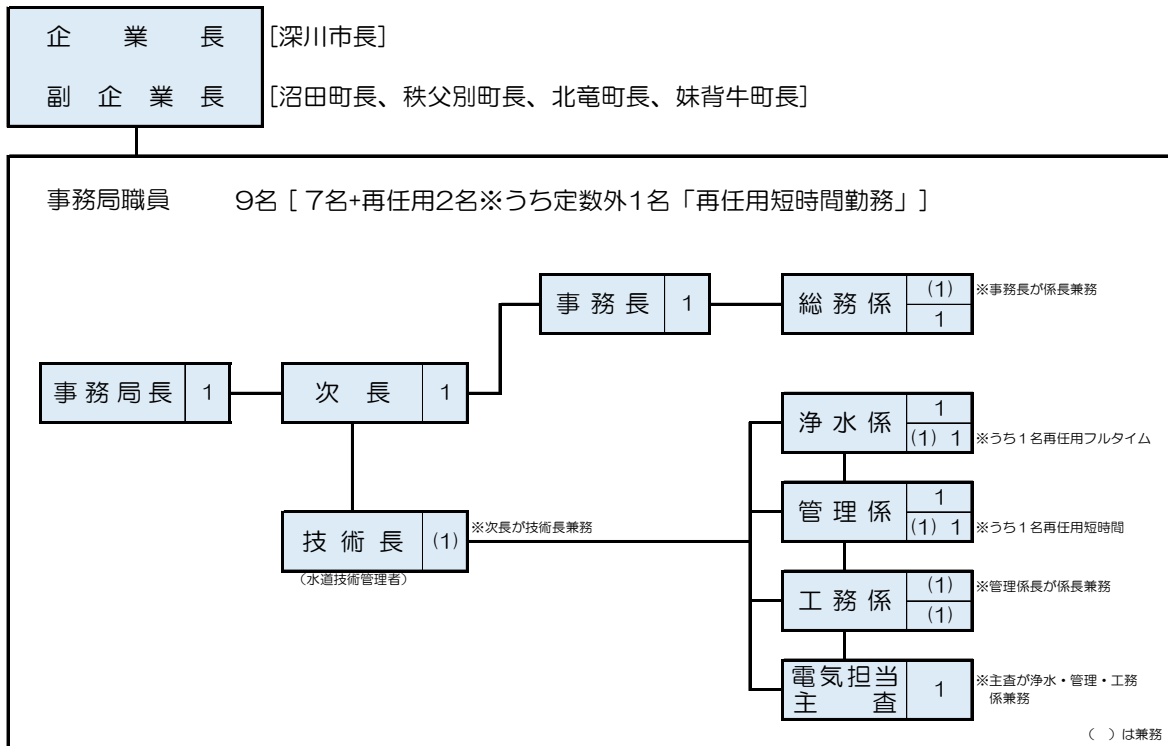 企業長 [深川市長]
副企業長 [沼田町長、秩父別町長、北竜町長、妹背牛町長]
事務局職員 9名 [ 7名+再任用2名※うち定数外1名「再任用短時間勤務」]
事務長 1
総務係 (1) ※事務長が係長兼務
1
事務局長 1
次長 1
浄水係 1
(1) 1 ※うち1名再任用フルタイム
管理係 1
(1) 1 ※うち1名再任用短時間
技術長 (1) ※次長が技術長兼務
(水道技術管理者)
工務係 (1) ※管理係長が係長兼務
(1)
電気担当
主査
1
※主査が浄水・管理・工務
係兼務
( )は兼務